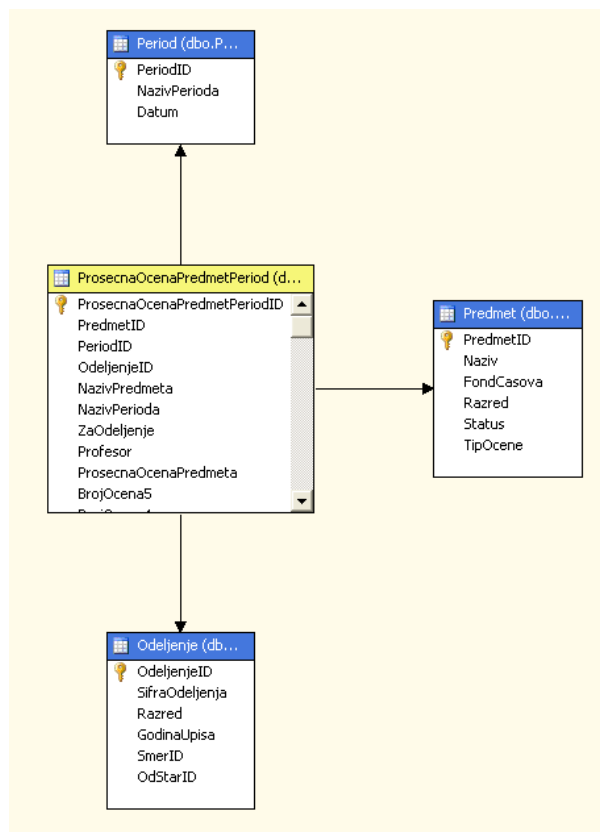 Period (dbo.P...
PeriodID
NazivPerioda
Datum
ProsecnaOcenaPredmetPeriod (d...
ProsecnaOcenaPredmetPeriodID
PredmetID
PeriodID
OdeljenjeID
NazivPredmeta
NazivPerioda
ZaOdeljenje
Profesor
ProsecnaOcenaPredmeta
BrojOcena5
Predmet (dbo....
PredmetID
Naziv
FondCasova
Razred
Status
TipOcene
Odeljenje (db...
OdeljenjeID
SifraOdeljenja
Razred
GodinaUpisa
SmerID
OdStarID